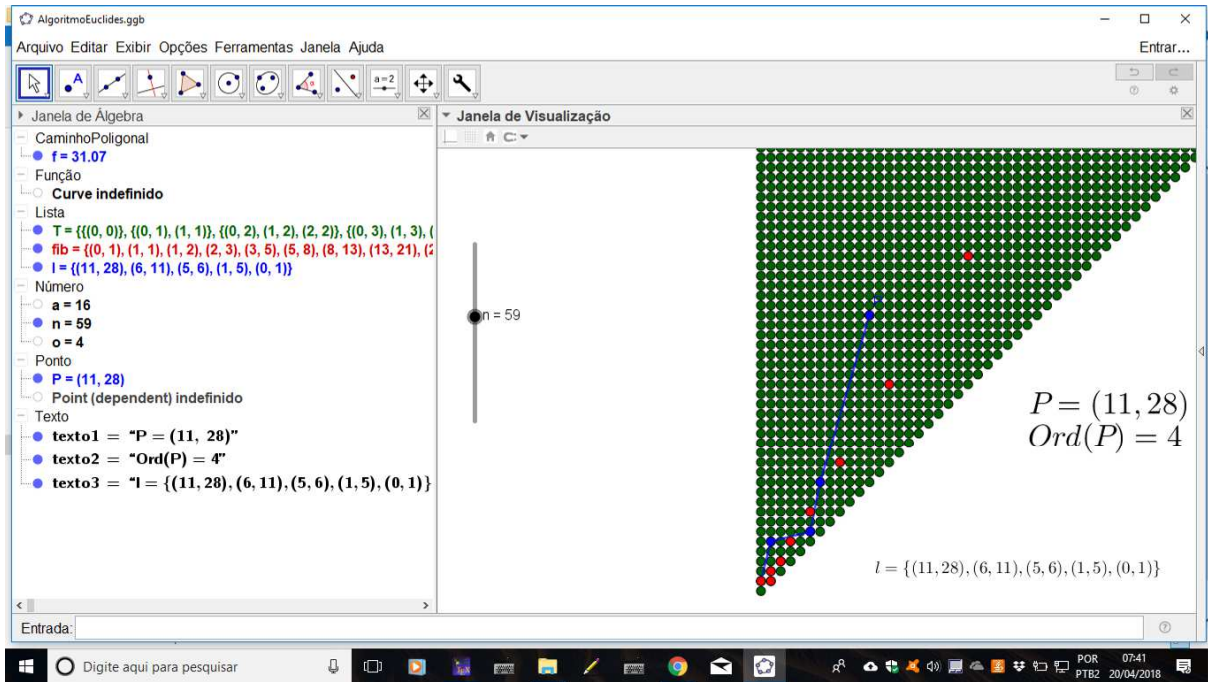 AlgoritmoEuclides.ggb
Arquivo Editar Exibir Opções Ferramentas Janela Ajuda
Entrar...
A
a=2
Janela de Álgebra
Janela de Visualização
CaminhoPoligonal
f = 31.07
Função
Curve indefinido
Lista
T = {{(0, 0)}, {(0, 1), (1, 1)}, {(0, 2), (1, 2), (2, 2)}, {(0, 3), (1, 3), (
fib = {(0, 1), (1, 1), (1, 2), (2, 3), (3, 5), (5, 8), (8, 13), (13, 21), (2
l = {(11, 28), (6, 11), (5, 6), (1, 5), (0, 1)}
Número
a = 16
n = 59
o = 4
Ponto
P = (11, 28)
Point (dependent) indefinido
Texto
texto1 = “P = (11, 28)”
texto2 = “Ord(P) = 4”
texto3 = “l = {(11, 28), (6, 11), (5, 6), (1, 5), (0, 1)}
n = 59
P
P = (11, 28)
Ord(P) = 4
l = {(11, 28), (6, 11), (5, 6), (1, 5), (0, 1)}
Entrada:
Digite aqui para pesquisar
POR
PTB2
07:41
20/04/2018